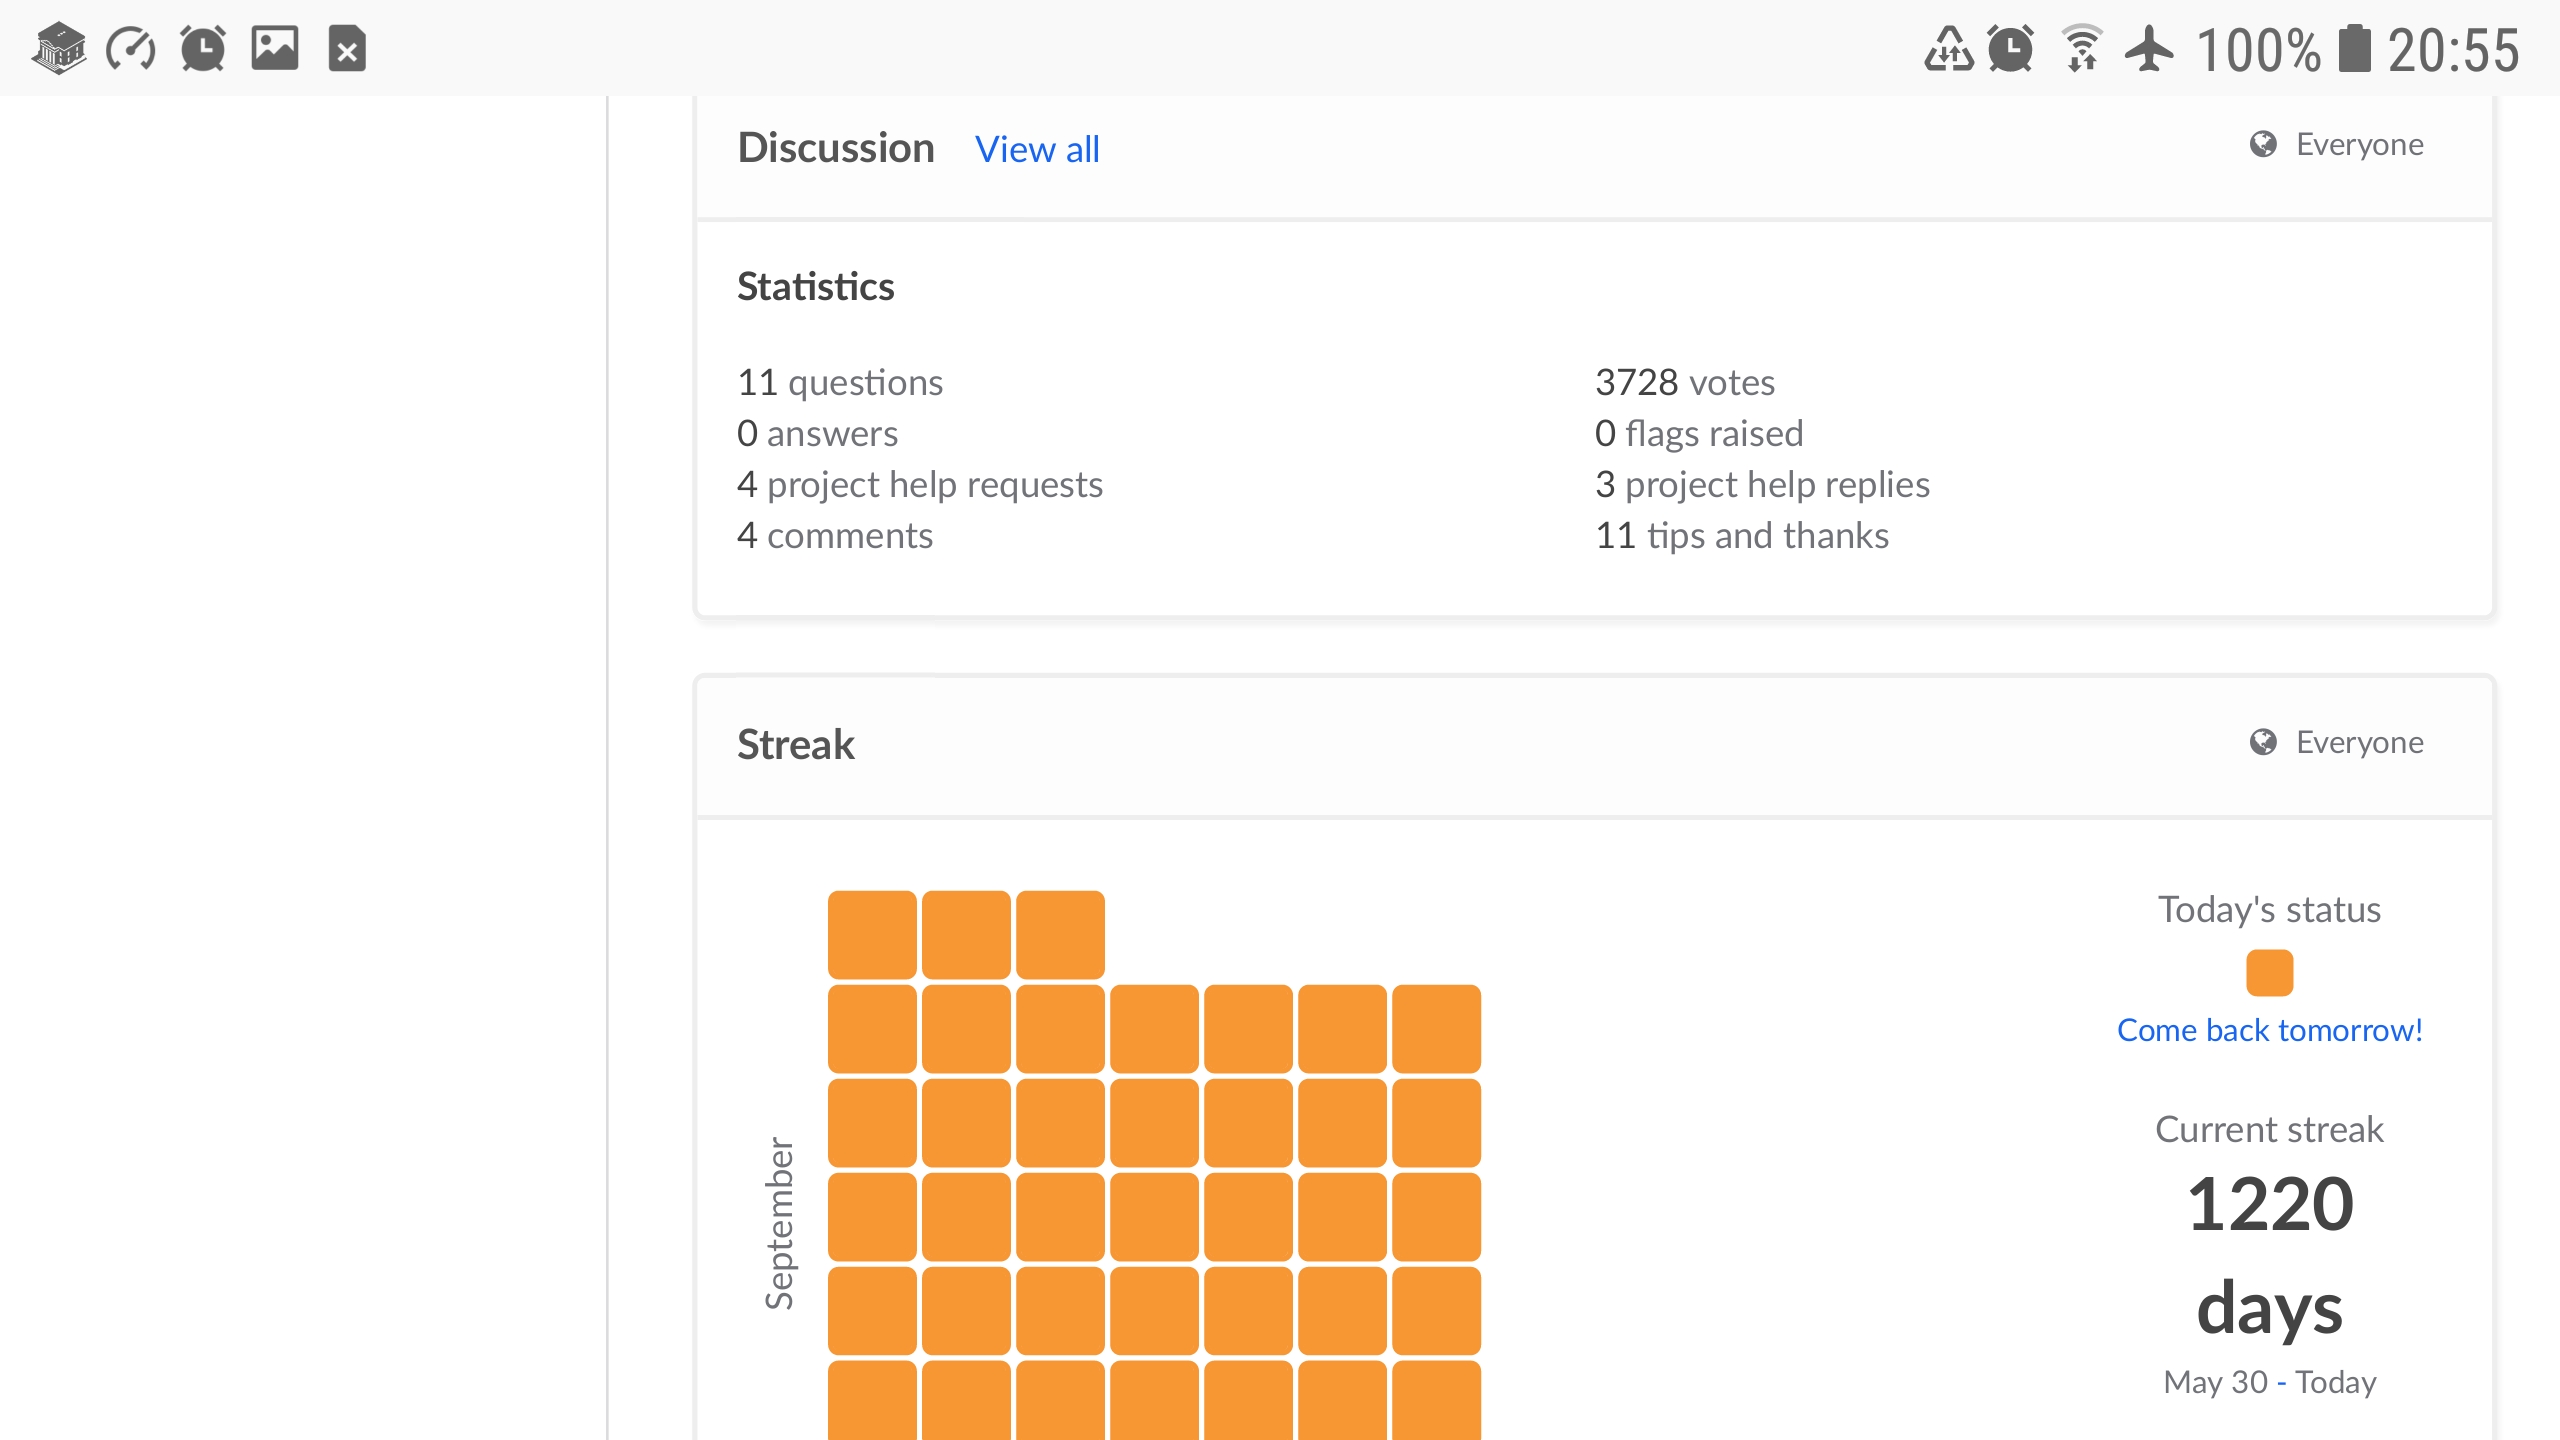 100% 20:55
Discussion View all Everyone
Statistics
11 questions
0 answers
4 project help requests
4 comments
3728 votes
0 flags raised
3 project help replies
11 tips and thanks
Streak Everyone
September
Today's status
Come back tomorrow!
Current streak
1220
days
May 30 - Today